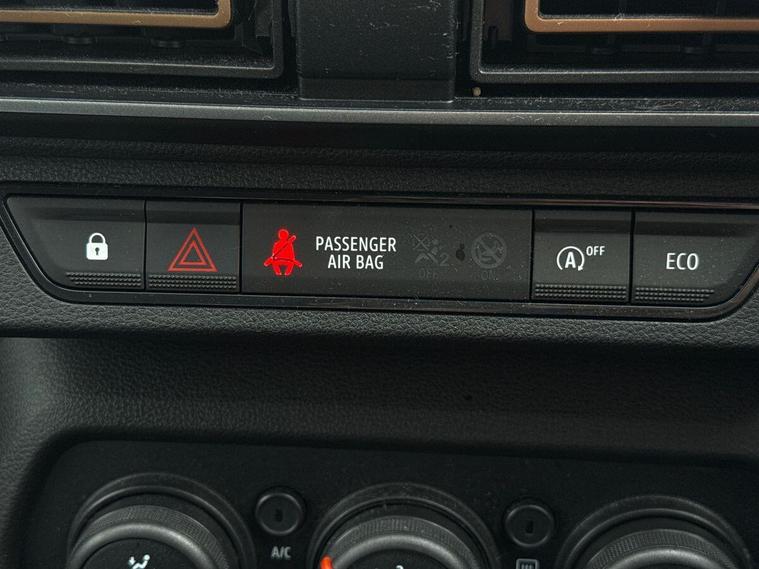 PASSENGER
AIR BAG
OFF
ON
A OFF
ECO
A/C